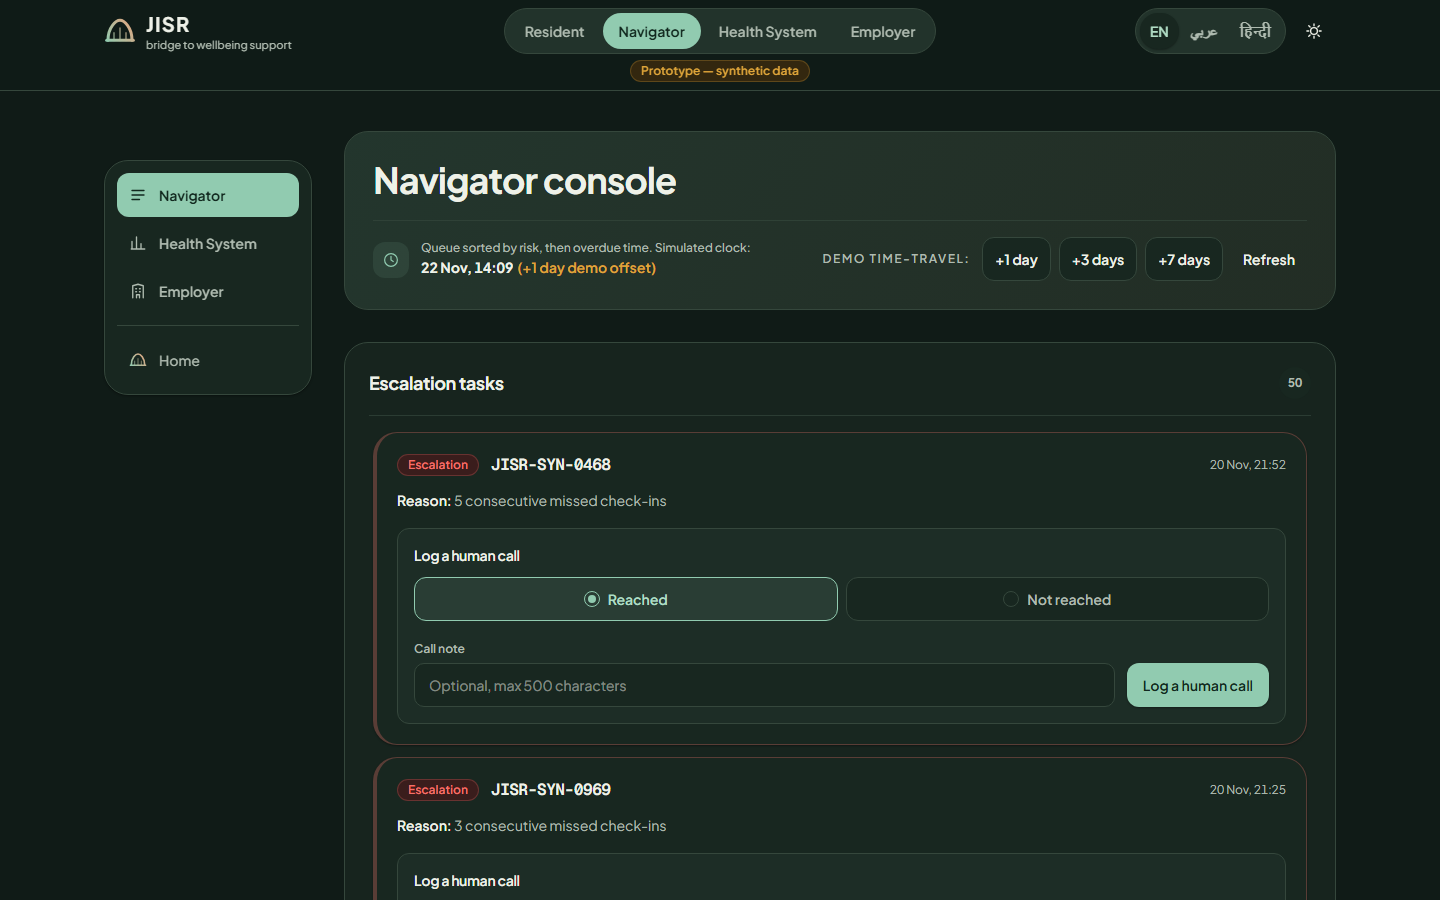 JISR
bridge to wellbeing support
Resident
Navigator
Health System
Employer
Prototype — synthetic data
EN
عربي
हिन्दी
Navigator
Health System
Employer
Home
Navigator console
Queue sorted by risk, then overdue time. Simulated clock:
22 Nov, 14:09 (+1 day demo offset)
DEMO TIME-TRAVEL:
+1 day
+3 days
+7 days
Refresh
Escalation tasks
50
Escalation
JISR-SYN-0468
20 Nov, 21:52
Reason: 5 consecutive missed check-ins
Log a human call
Reached
Not reached
Call note
Optional, max 500 characters
Log a human call
Escalation
JISR-SYN-0969
20 Nov, 21:25
Reason: 3 consecutive missed check-ins
Log a human call